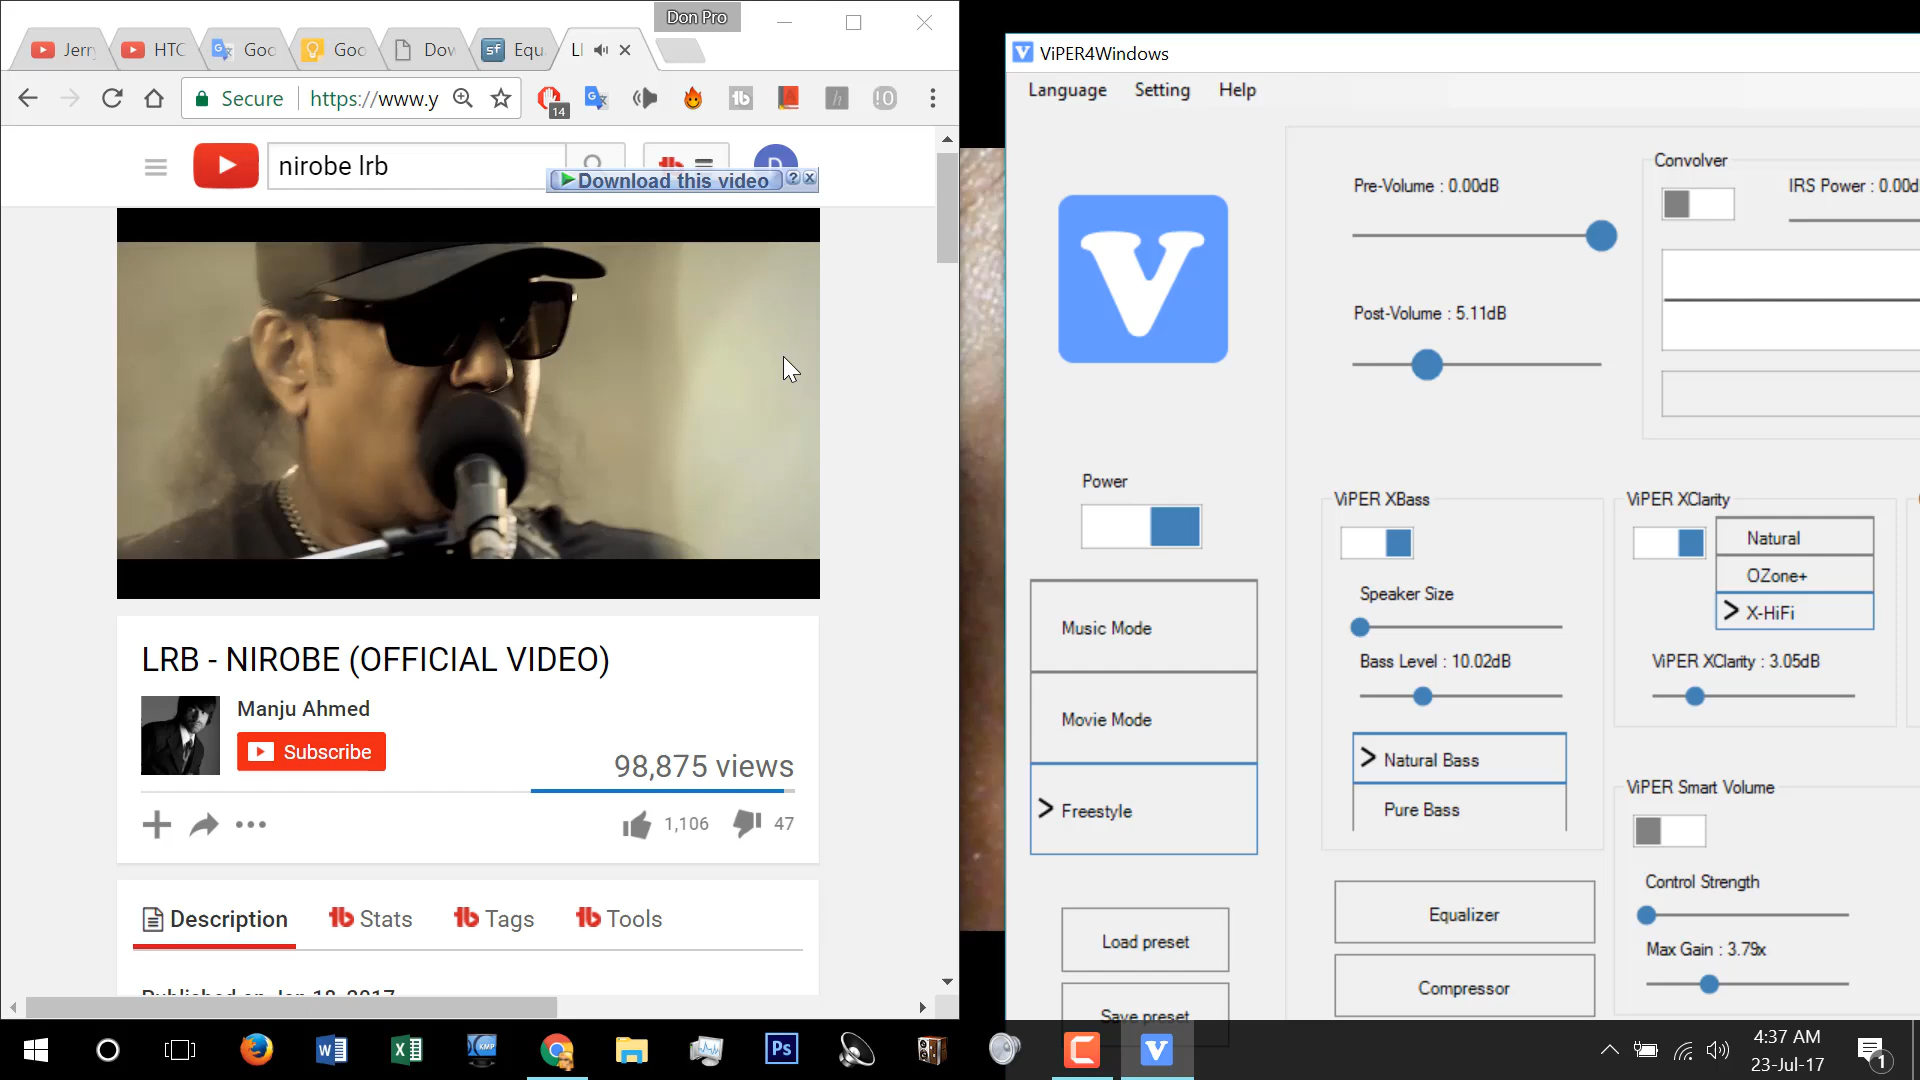 Don Pro
Jerry
HTC
Goo
Goo
Dov
sf Equ
LI
Secure
https://www.y
14
nirobe lrb
Download this video
LRB - NIROBE (OFFICIAL VIDEO)
Manju Ahmed
Subscribe
98,875 views
1,106
47
Description
Stats
Tags
Tools
ViPER4Windows
Language Setting Help
Pre-Volume : 0.00dB
Post-Volume : 5.11dB
Convolver
IRS Power : 0.00d
Power
Music Mode
Movie Mode
> Freestyle
Load preset
Save preset
ViPER XBass
Speaker Size
Bass Level : 10.02dB
> Natural Bass
Pure Bass
Equalizer
Compressor
ViPER XClarity
Natural
OZone+
> X-HiFi
ViPER XClarity : 3.05dB
ViPER Smart Volume
Control Strength
Max Gain : 3.79x
Ps
4:37 AM
23-Jul-17
1